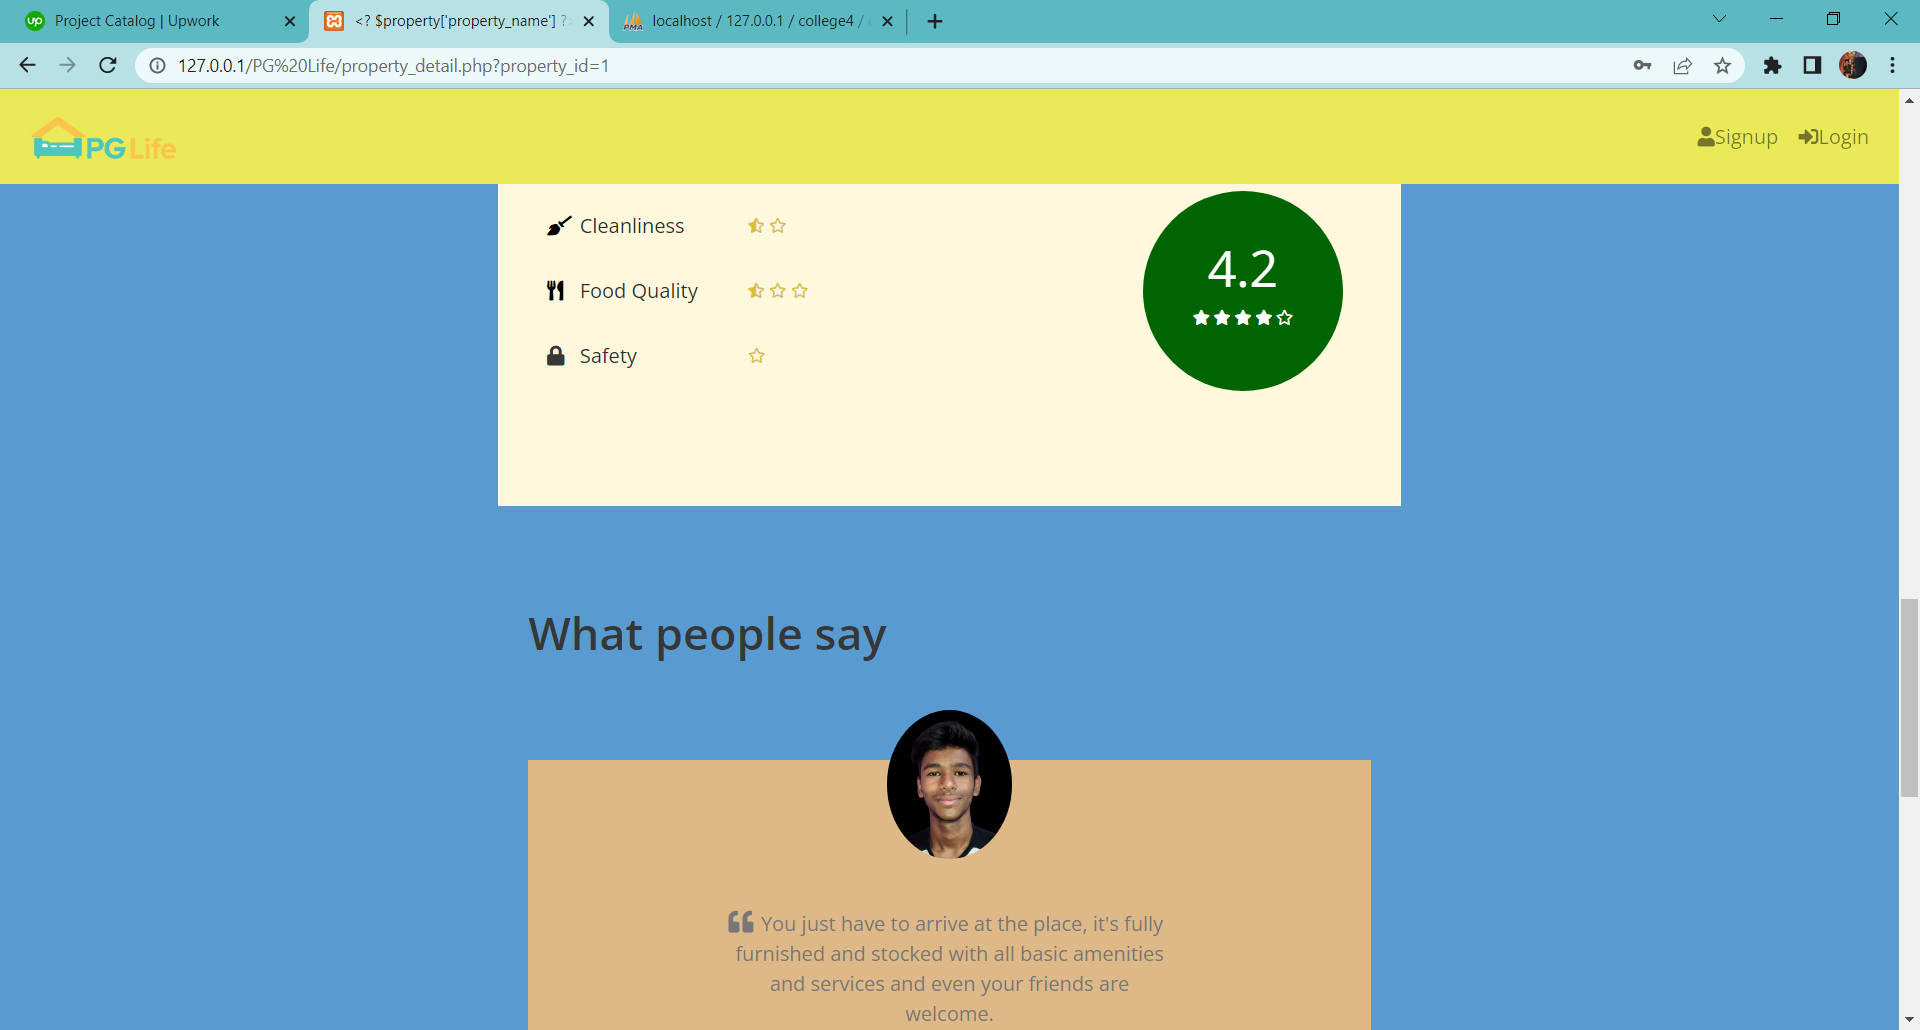 Project Catalog | Upwork
<? $property['property_name'] ?>
localhost / 127.0.0.1 / college4 /
127.0.0.1/PG%20Life/property_detail.php?property_id=1
PG Life
Signup
Login
Cleanliness
Food Quality
Safety
4.2
What people say
“ You just have to arrive at the place, it's fully
furnished and stocked with all basic amenities
and services and even your friends are
welcome.